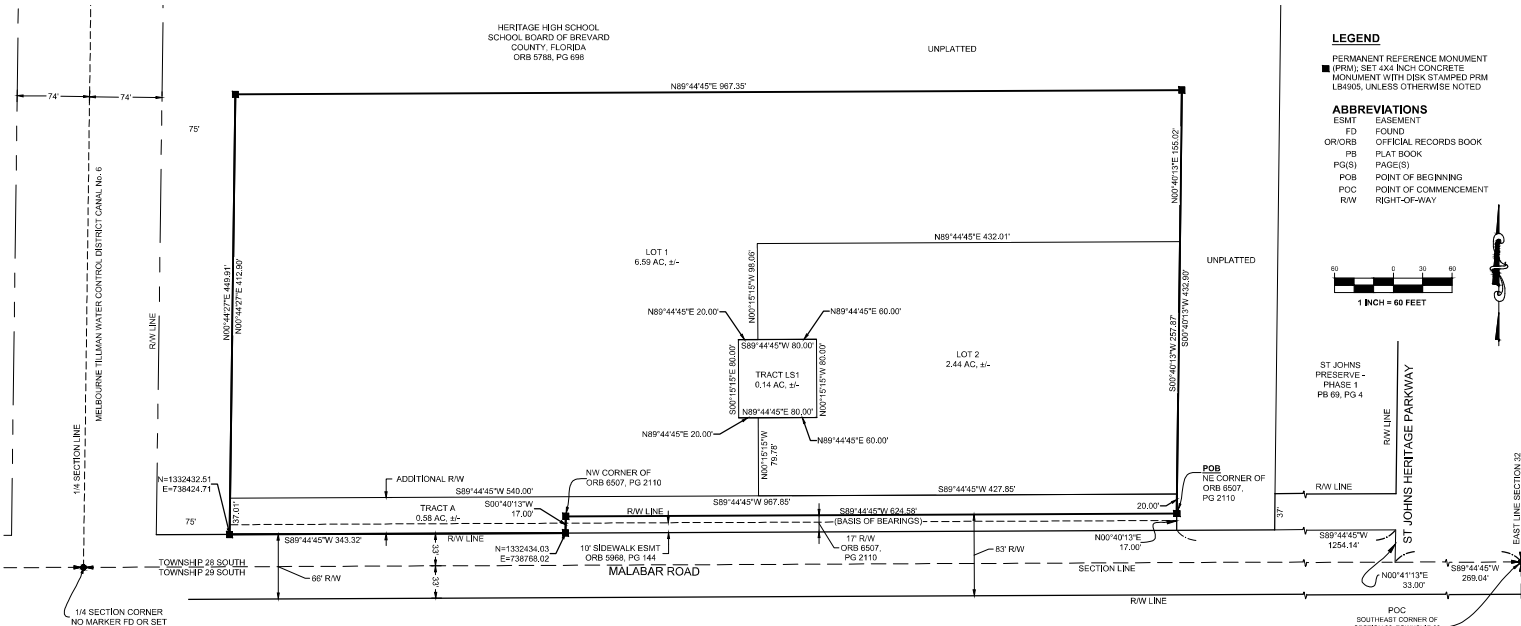 HERITAGE HIGH SCHOOL
SCHOOL BOARD OF BREVARD
COUNTY, FLORIDA
ORB 5788, PG 698
UNPLATTED
LEGEND
PERMANENT REFERENCE MONUMENT
(PRM); SET 4X4 INCH CONCRETE
MONUMENT WITH DISK STAMPED PRM
LB4905, UNLESS OTHERWISE NOTED
ABBREVIATIONS
ESMT EASEMENT
FD FOUND
OR/ORB OFFICIAL RECORDS BOOK
PB PLAT BOOK
PG(S) PAGE(S)
POB POINT OF BEGINNING
POC POINT OF COMMENCEMENT
R/W RIGHT-OF-WAY
60 0 30 60
1 INCH = 60 FEET
74'
74'
75'
N89°44'45"E 967.35'
MELBOURNE TILLMAN WATER CONTROL DISTRICT CANAL No. 6
1/4 SECTION LINE
R/W LINE
N00°44'27"E 449.91'
N00°44'27"E 412.90'
N00°40'13"E 155.02'
N89°44'45"E 432.01'
LOT 1
6.59 AC, +/-
N00°15'15"W 98.06'
UNPLATTED
S00°40'13"W 432.90'
S00°40'13"W 257.87'
N89°44'45"E 20.00'
N89°44'45"E 60.00'
S89°44'45"W 80.00'
S00°15'15"E 80.00'
TRACT LS1
0.14 AC, +/-
N00°15'15"W 80.00'
N89°44'45"E 80.00'
N89°44'45"E 20.00'
N89°44'45"E 60.00'
N00°15'15"W
79.78'
LOT 2
2.44 AC, +/-
ST JOHNS
PRESERVE -
PHASE 1
PB 69, PG 4
R/W LINE
ST JOHNS HERITAGE PARKWAY
EAST LINE SECTION 32
N=1332432.51
E=738424.71
75'
37.01'
ADDITIONAL R/W
S89°44'45"W 540.00'
TRACT A
0.58 AC, +/-
S00°40'13"W
17.00'
NW CORNER OF
ORB 6507, PG 2110
S89°44'45"W 967.85'
S89°44'45"W 427.85'
R/W LINE
S89°44'45"W 624.58'
(BASIS OF BEARINGS)
20.00'
POB
NE CORNER OF
ORB 6507,
PG 2110
R/W LINE
37'
S89°44'45"W 343.32'
R/W LINE
N=1332434.03
E=738768.02
10' SIDEWALK ESMT
ORB 5968, PG 144
17' R/W
ORB 6507,
PG 2110
83' R/W
N00°40'13"E
17.00'
S89°44'45"W
1254.14'
TOWNSHIP 28 SOUTH
TOWNSHIP 29 SOUTH
66' R/W
33'
33'
MALABAR ROAD
SECTION LINE
N00°41'13"E
33.00'
S89°44'45"W
269.04'
R/W LINE
1/4 SECTION CORNER
NO MARKER FD OR SET
POC
SOUTHEAST CORNER OF